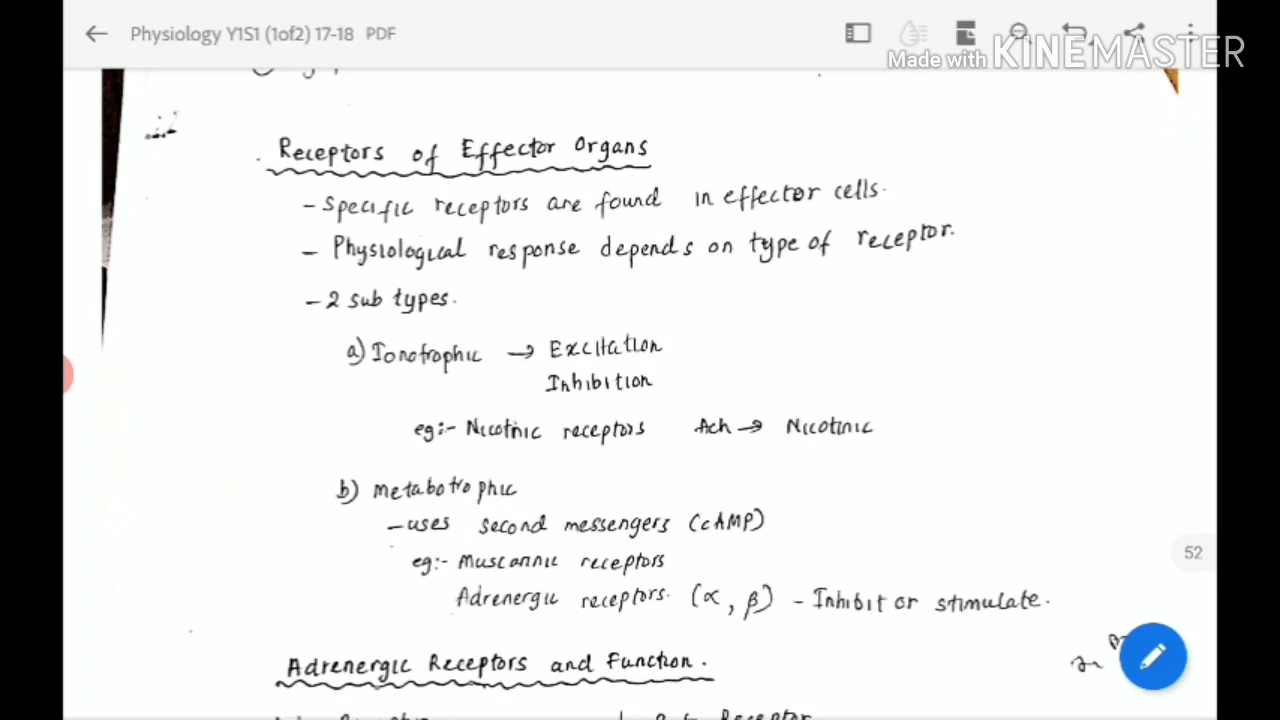 Physiology Y1S1 (1of2) 17-18 PDF
Made with KINEMASTER
Receptors of Effector Organs
- Specific receptors are found in effector cells.
- Physiological response depends on type of receptor.
- 2 sub types.
a) Ionotrophic → Excitation
Inhibition
eg:- Nicotinic receptors Ach → Nicotinic
b) Metabotrophic
- uses second messengers (cAMP)
eg:- Muscarinic receptors
Adrenergic receptors. (α, β) - Inhibit or stimulate.
52
Adrenergic Receptors and Function.
Receptor